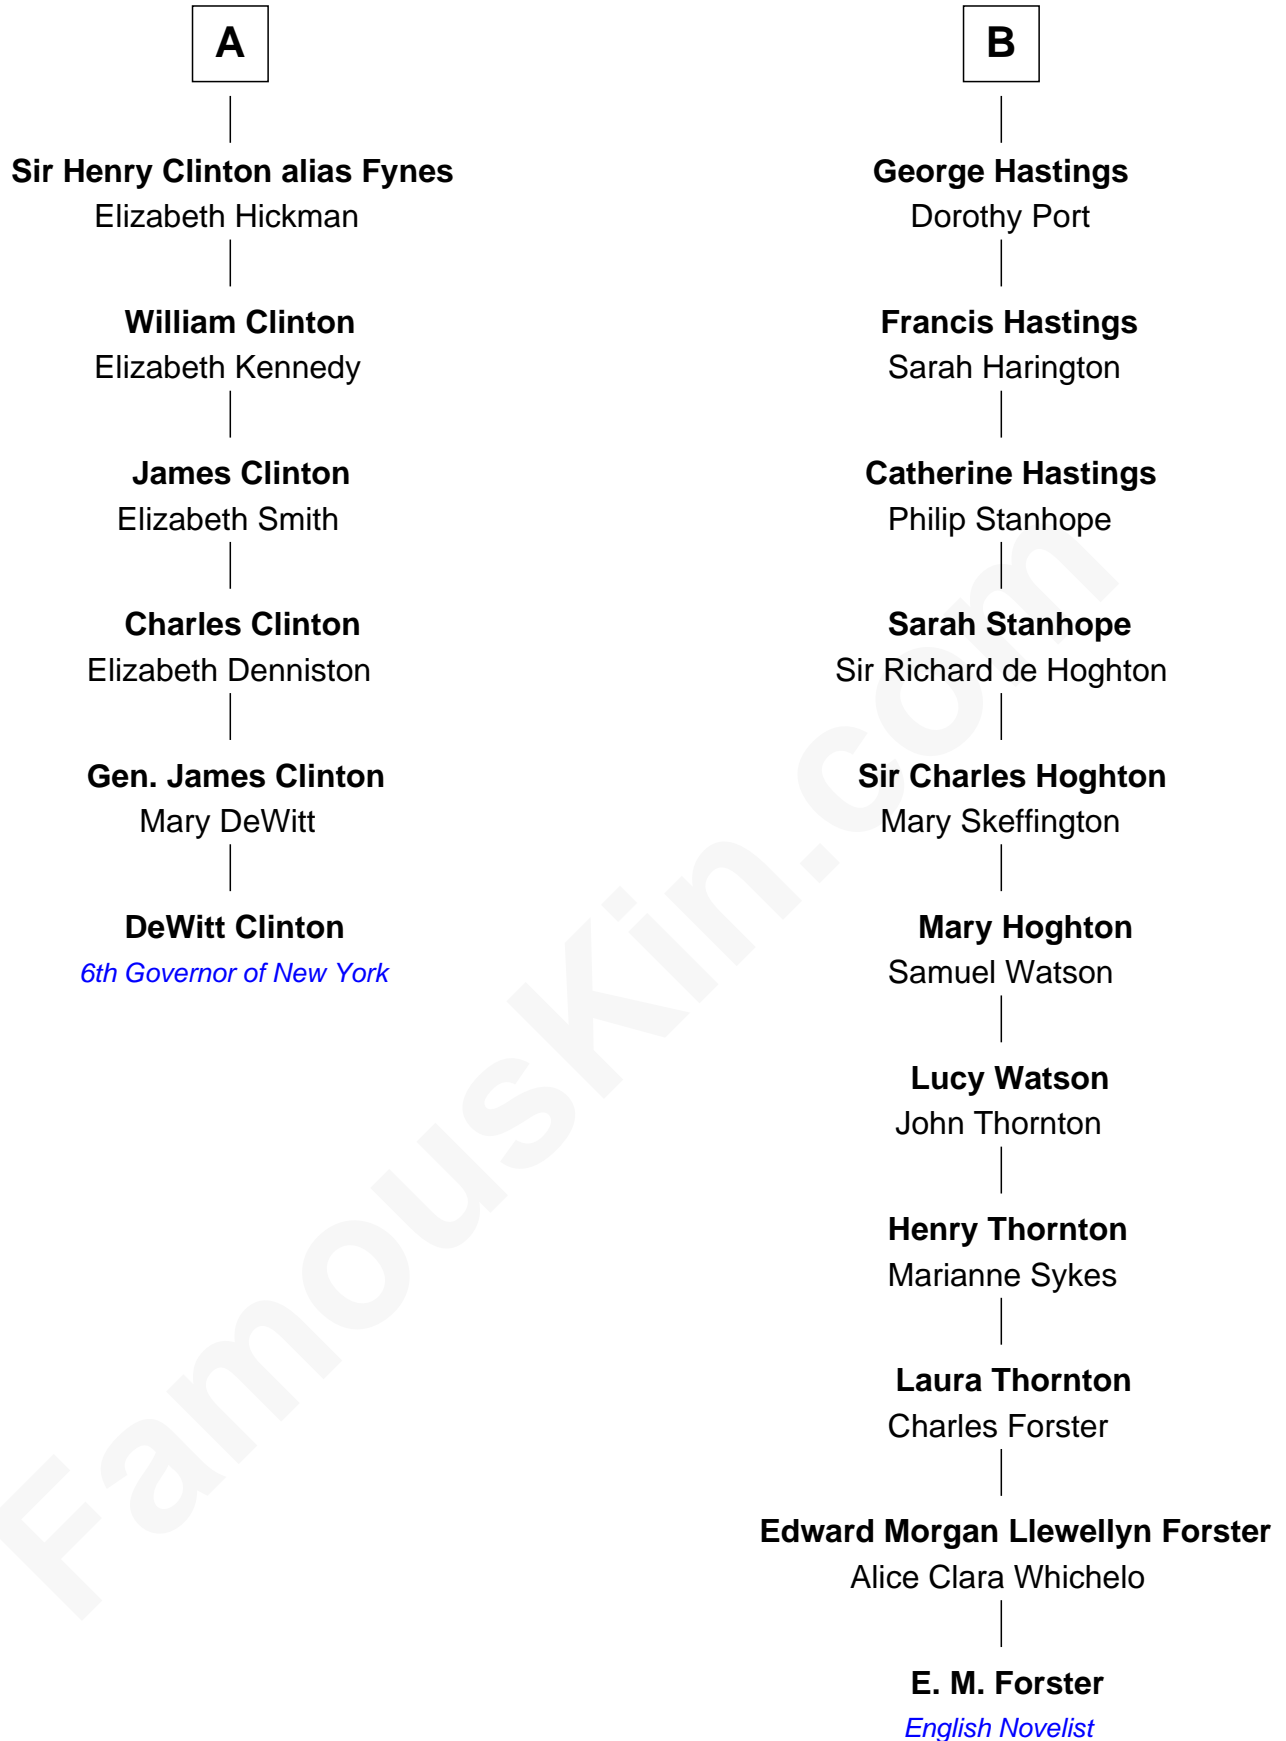 A
Sir Henry Clinton alias Fynes
Elizabeth Hickman
William Clinton
Elizabeth Kennedy
James Clinton
Elizabeth Smith
Charles Clinton
Elizabeth Denniston
Gen. James Clinton
Mary DeWitt
DeWitt Clinton
6th Governor of New York
B
George Hastings
Dorothy Port
Francis Hastings
Sarah Harington
Catherine Hastings
Philip Stanhope
Sarah Stanhope
Sir Richard de Hoghton
Sir Charles Hoghton
Mary Skeffington
Mary Hoghton
Samuel Watson
Lucy Watson
John Thornton
Henry Thornton
Marianne Sykes
Laura Thornton
Charles Forster
Edward Morgan Llewellyn Forster
Alice Clara Whichelo
E. M. Forster
English Novelist
FamousKin.com